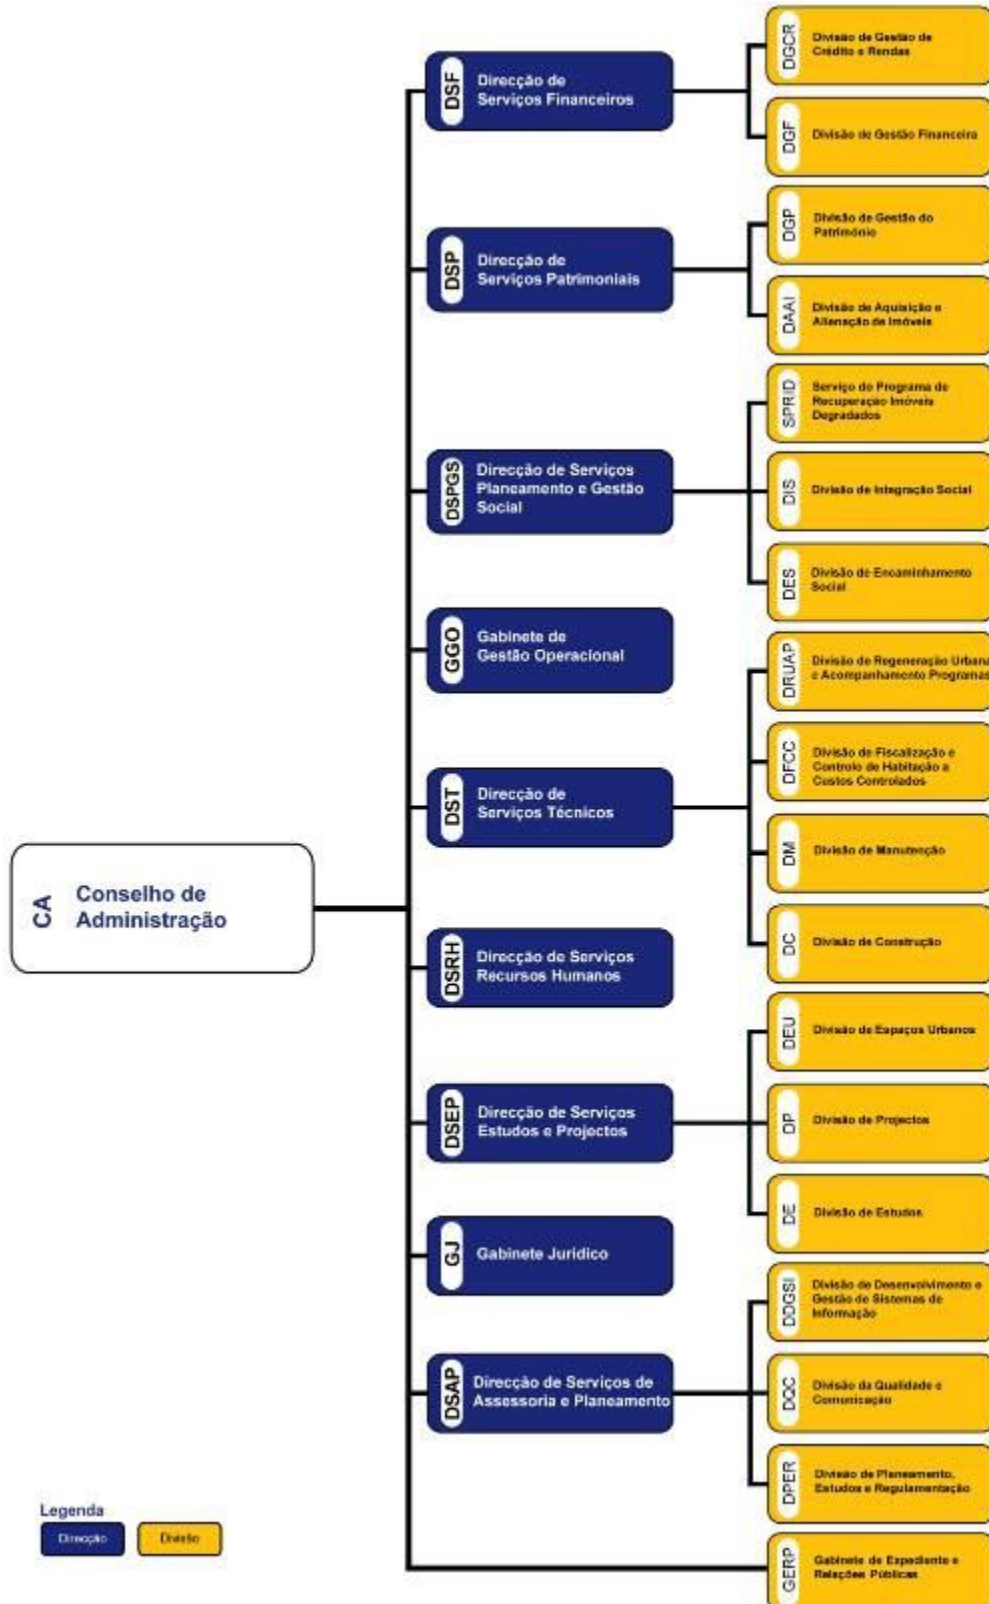 CA
Conselho de
Administração
DSF
Direcção de
Serviços Financeiros
DGCR
Divisão de Gestão de
Crédito e Rendas
DGF
Divisão de Gestão Financeira
DSP
Direcção de
Serviços Patrimoniais
DGP
Divisão de Gestão do
Património
DAAI
Divisão de Aquisição e
Alienação de Imóveis
DSPGS
Direcção de Serviços
Planeamento e Gestão
Social
SPRID
Serviço do Programa de
Recuperação Imóveis
Degradados
DIS
Divisão de Integração Social
DES
Divisão de Encaminhamento
Social
GGO
Gabinete de
Gestão Operacional
DST
Direcção de
Serviços Técnicos
DRUAP
Divisão de Regeneração Urbana
e Acompanhamento Programas
DFCC
Divisão de Fiscalização e
Controlo de Habitação a
Custos Controlados
DM
Divisão de Manutenção
DC
Divisão de Construção
DSRH
Direcção de Serviços
Recursos Humanos
DSEP
Direcção de Serviços
Estudos e Projectos
DEU
Divisão de Espaços Urbanos
DP
Divisão de Projectos
DE
Divisão de Estudos
GJ
Gabinete Jurídico
DSAP
Direcção de Serviços de
Assessoria e Planeamento
DDGSI
Divisão de Desenvolvimento e
Gestão de Sistemas de
Informação
DQC
Divisão da Qualidade e
Comunicação
DPER
Divisão de Planeamento,
Estudos e Regulamentação
GERP
Gabinete de Expediente e
Relações Públicas
Legenda
Direcção
Divisão